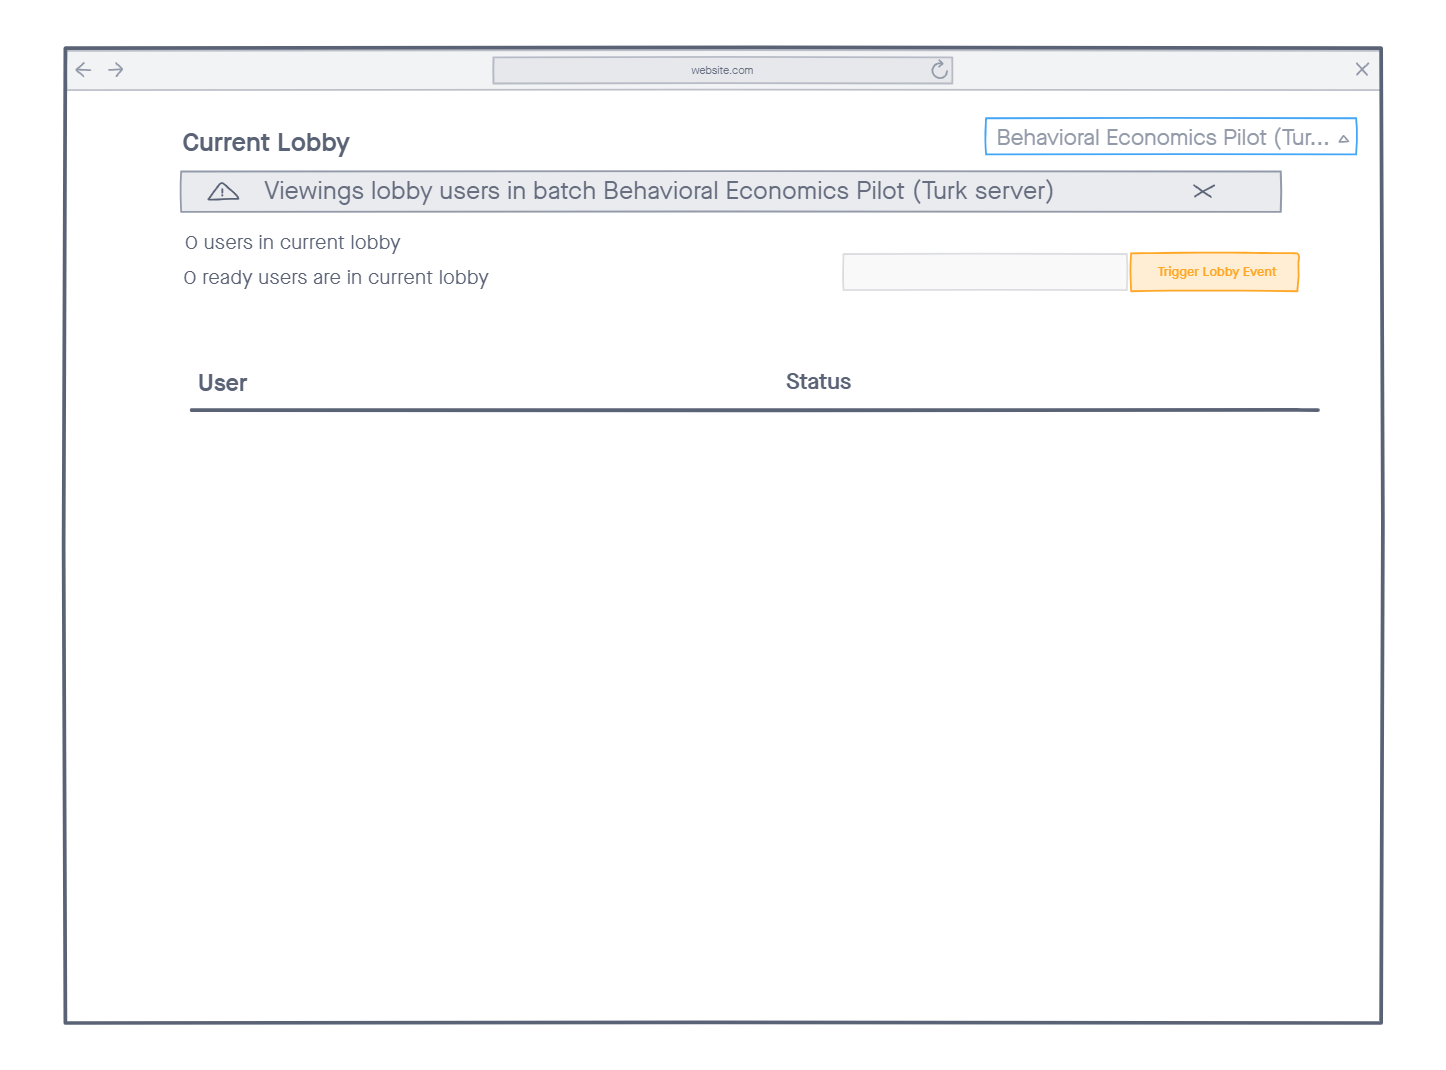 website.com
Current Lobby
Behavioral Economics Pilot (Tur...
Viewings lobby users in batch Behavioral Economics Pilot (Turk server)
0 users in current lobby
0 ready users are in current lobby
Trigger Lobby Event
User
Status